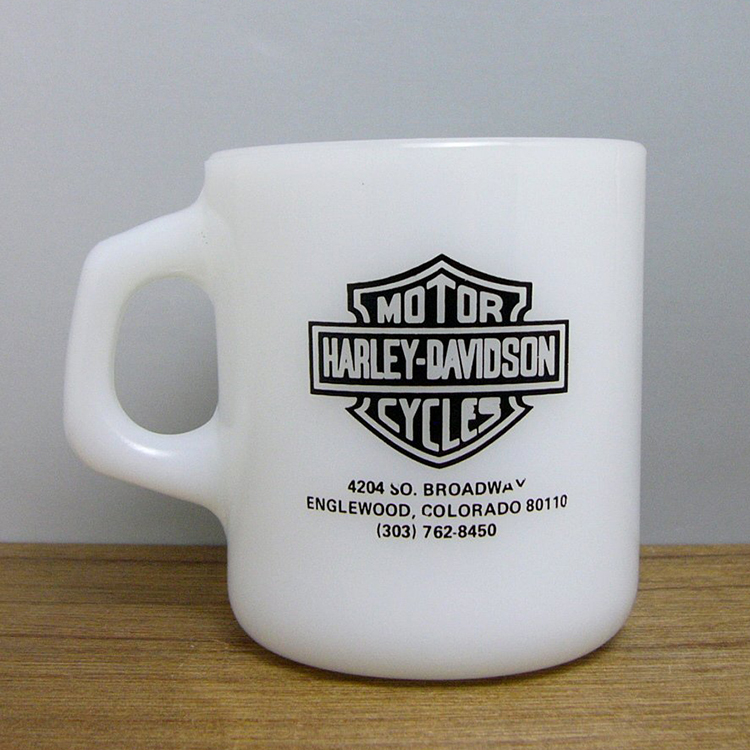 MOTOR
HARLEY-DAVIDSON
CYCLES
4204 SO. BROADWAY
ENGLEWOOD, COLORADO 80110
(303) 762-8450